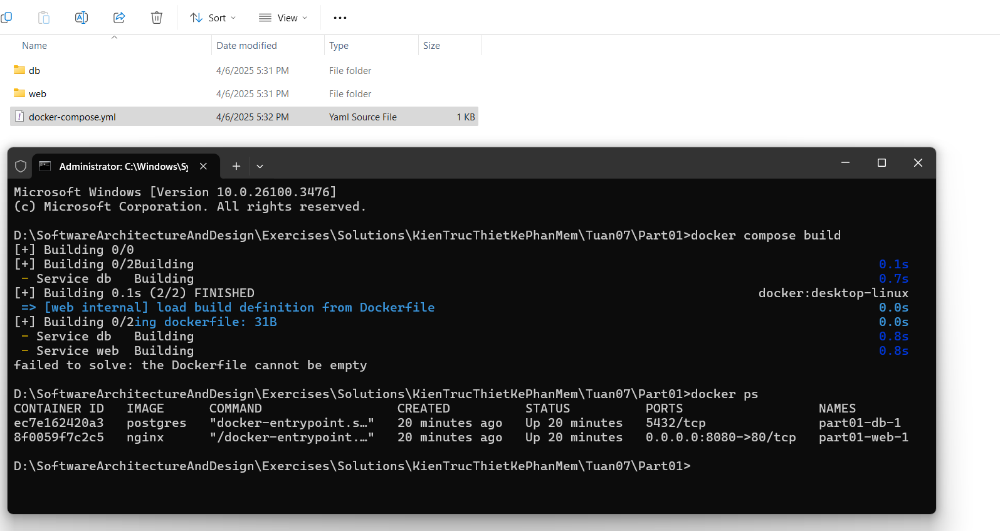 Sort View
Name Date modified Type Size
db 4/6/2025 5:31 PM File folder
web 4/6/2025 5:31 PM File folder
docker-compose.yml 4/6/2025 5:32 PM Yaml Source File 1 KB
Administrator: C:\Windows\Sy
Microsoft Windows [Version 10.0.26100.3476]
(c) Microsoft Corporation. All rights reserved.
D:\SoftwareArchitectureAndDesign\Exercises\Solutions\KienTrucThietKePhanMem\Tuan07\Part01>docker compose build
[+] Building 0/0
[+] Building 0/2Building 0.1s
- Service db Building 0.7s
[+] Building 0.1s (2/2) FINISHED docker:desktop-linux
=> [web internal] load build definition from Dockerfile 0.0s
[+] Building 0/2ing dockerfile: 31B 0.0s
- Service db Building 0.8s
- Service web Building 0.8s
failed to solve: the Dockerfile cannot be empty
D:\SoftwareArchitectureAndDesign\Exercises\Solutions\KienTrucThietKePhanMem\Tuan07\Part01>docker ps
CONTAINER ID IMAGE COMMAND CREATED STATUS PORTS NAMES
ec7e162420a3 postgres "docker-entrypoint.s…" 20 minutes ago Up 20 minutes 5432/tcp part01-db-1
8f0059f7c2c5 nginx "/docker-entrypoint.…" 20 minutes ago Up 20 minutes 0.0.0.0:8080->80/tcp part01-web-1
D:\SoftwareArchitectureAndDesign\Exercises\Solutions\KienTrucThietKePhanMem\Tuan07\Part01>